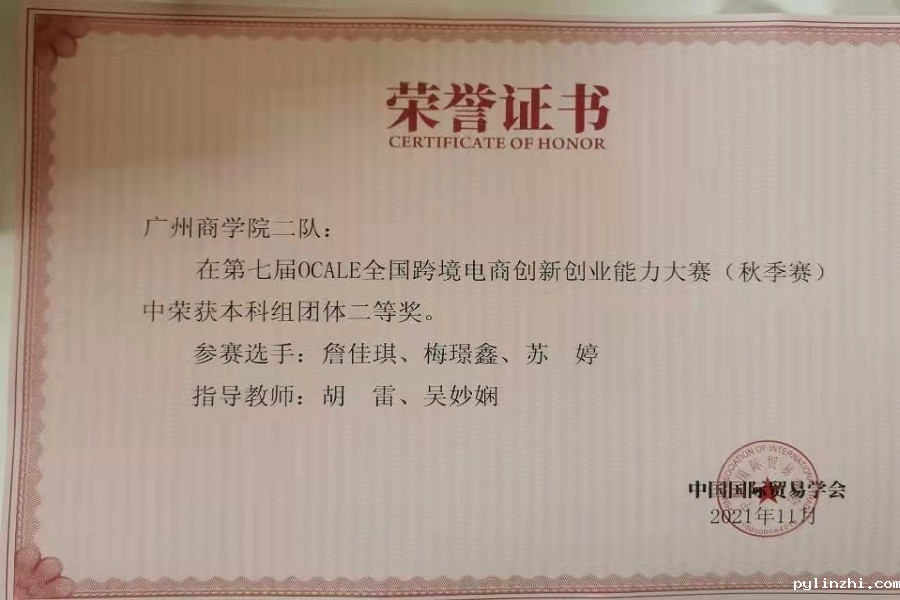 荣誉证书
CERTIFICATE OF HONOR
广州商学院二队：
在第七届OCALE全国跨境电商创新创业能力大赛（秋季赛）
中荣获本科组团体二等奖。
参赛选手：詹佳琪、梅璟鑫、苏　婷
指导教师：胡　雷、吴妙娴
中国国际贸易学会
2021年11月
pylinzhi.com